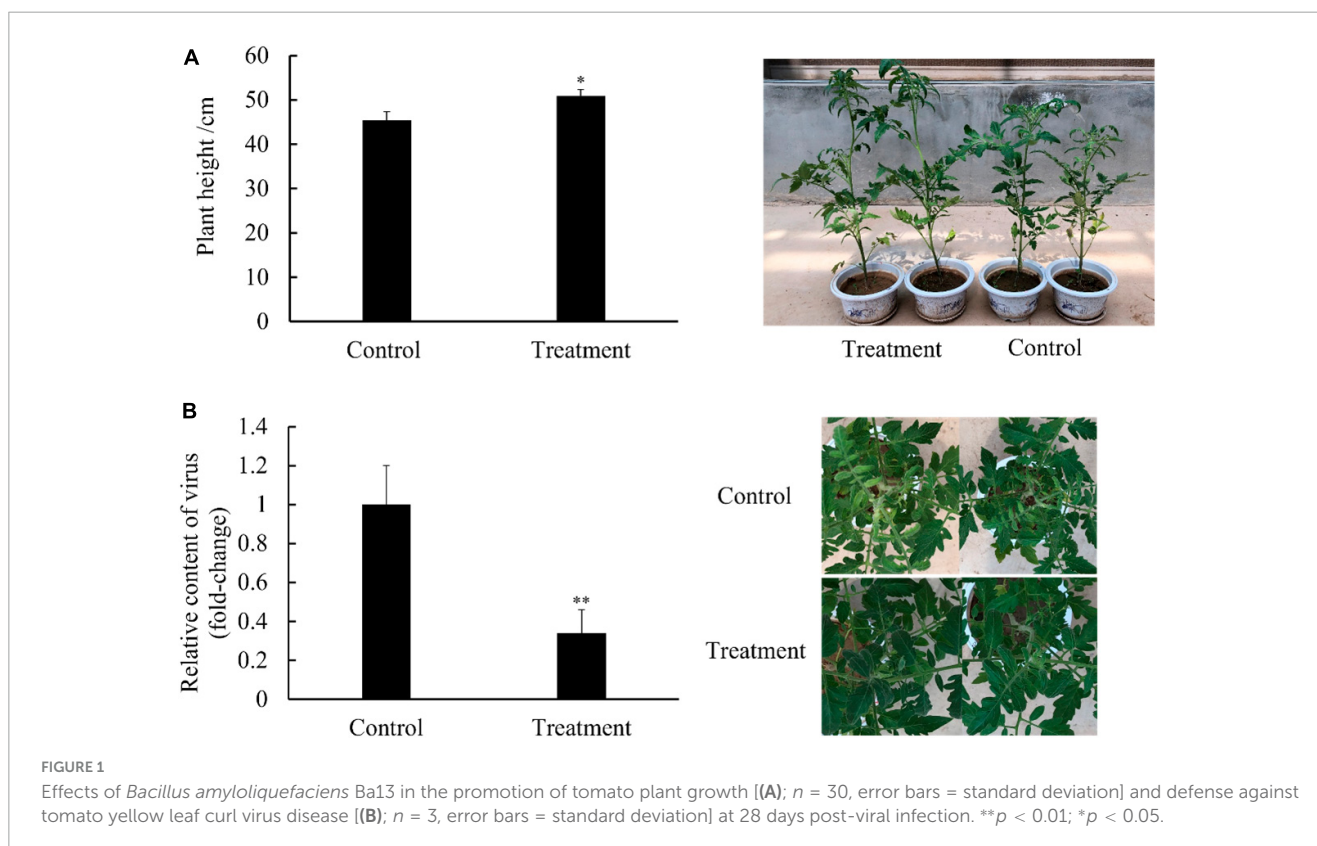 A
60
50
40
30
20
10
0
Plant height /cm
*
Control
Treatment
Treatment
Control
B
1.4
1.2
1
0.8
0.6
0.4
0.2
0
Relative content of virus
(fold-change)
**
Control
Treatment
Control
Treatment
FIGURE 1
Effects of Bacillus amyloliquefaciens Ba13 in the promotion of tomato plant growth [(A); n = 30, error bars = standard deviation] and defense against
tomato yellow leaf curl virus disease [(B); n = 3, error bars = standard deviation] at 28 days post-viral infection. **p < 0.01; *p < 0.05.